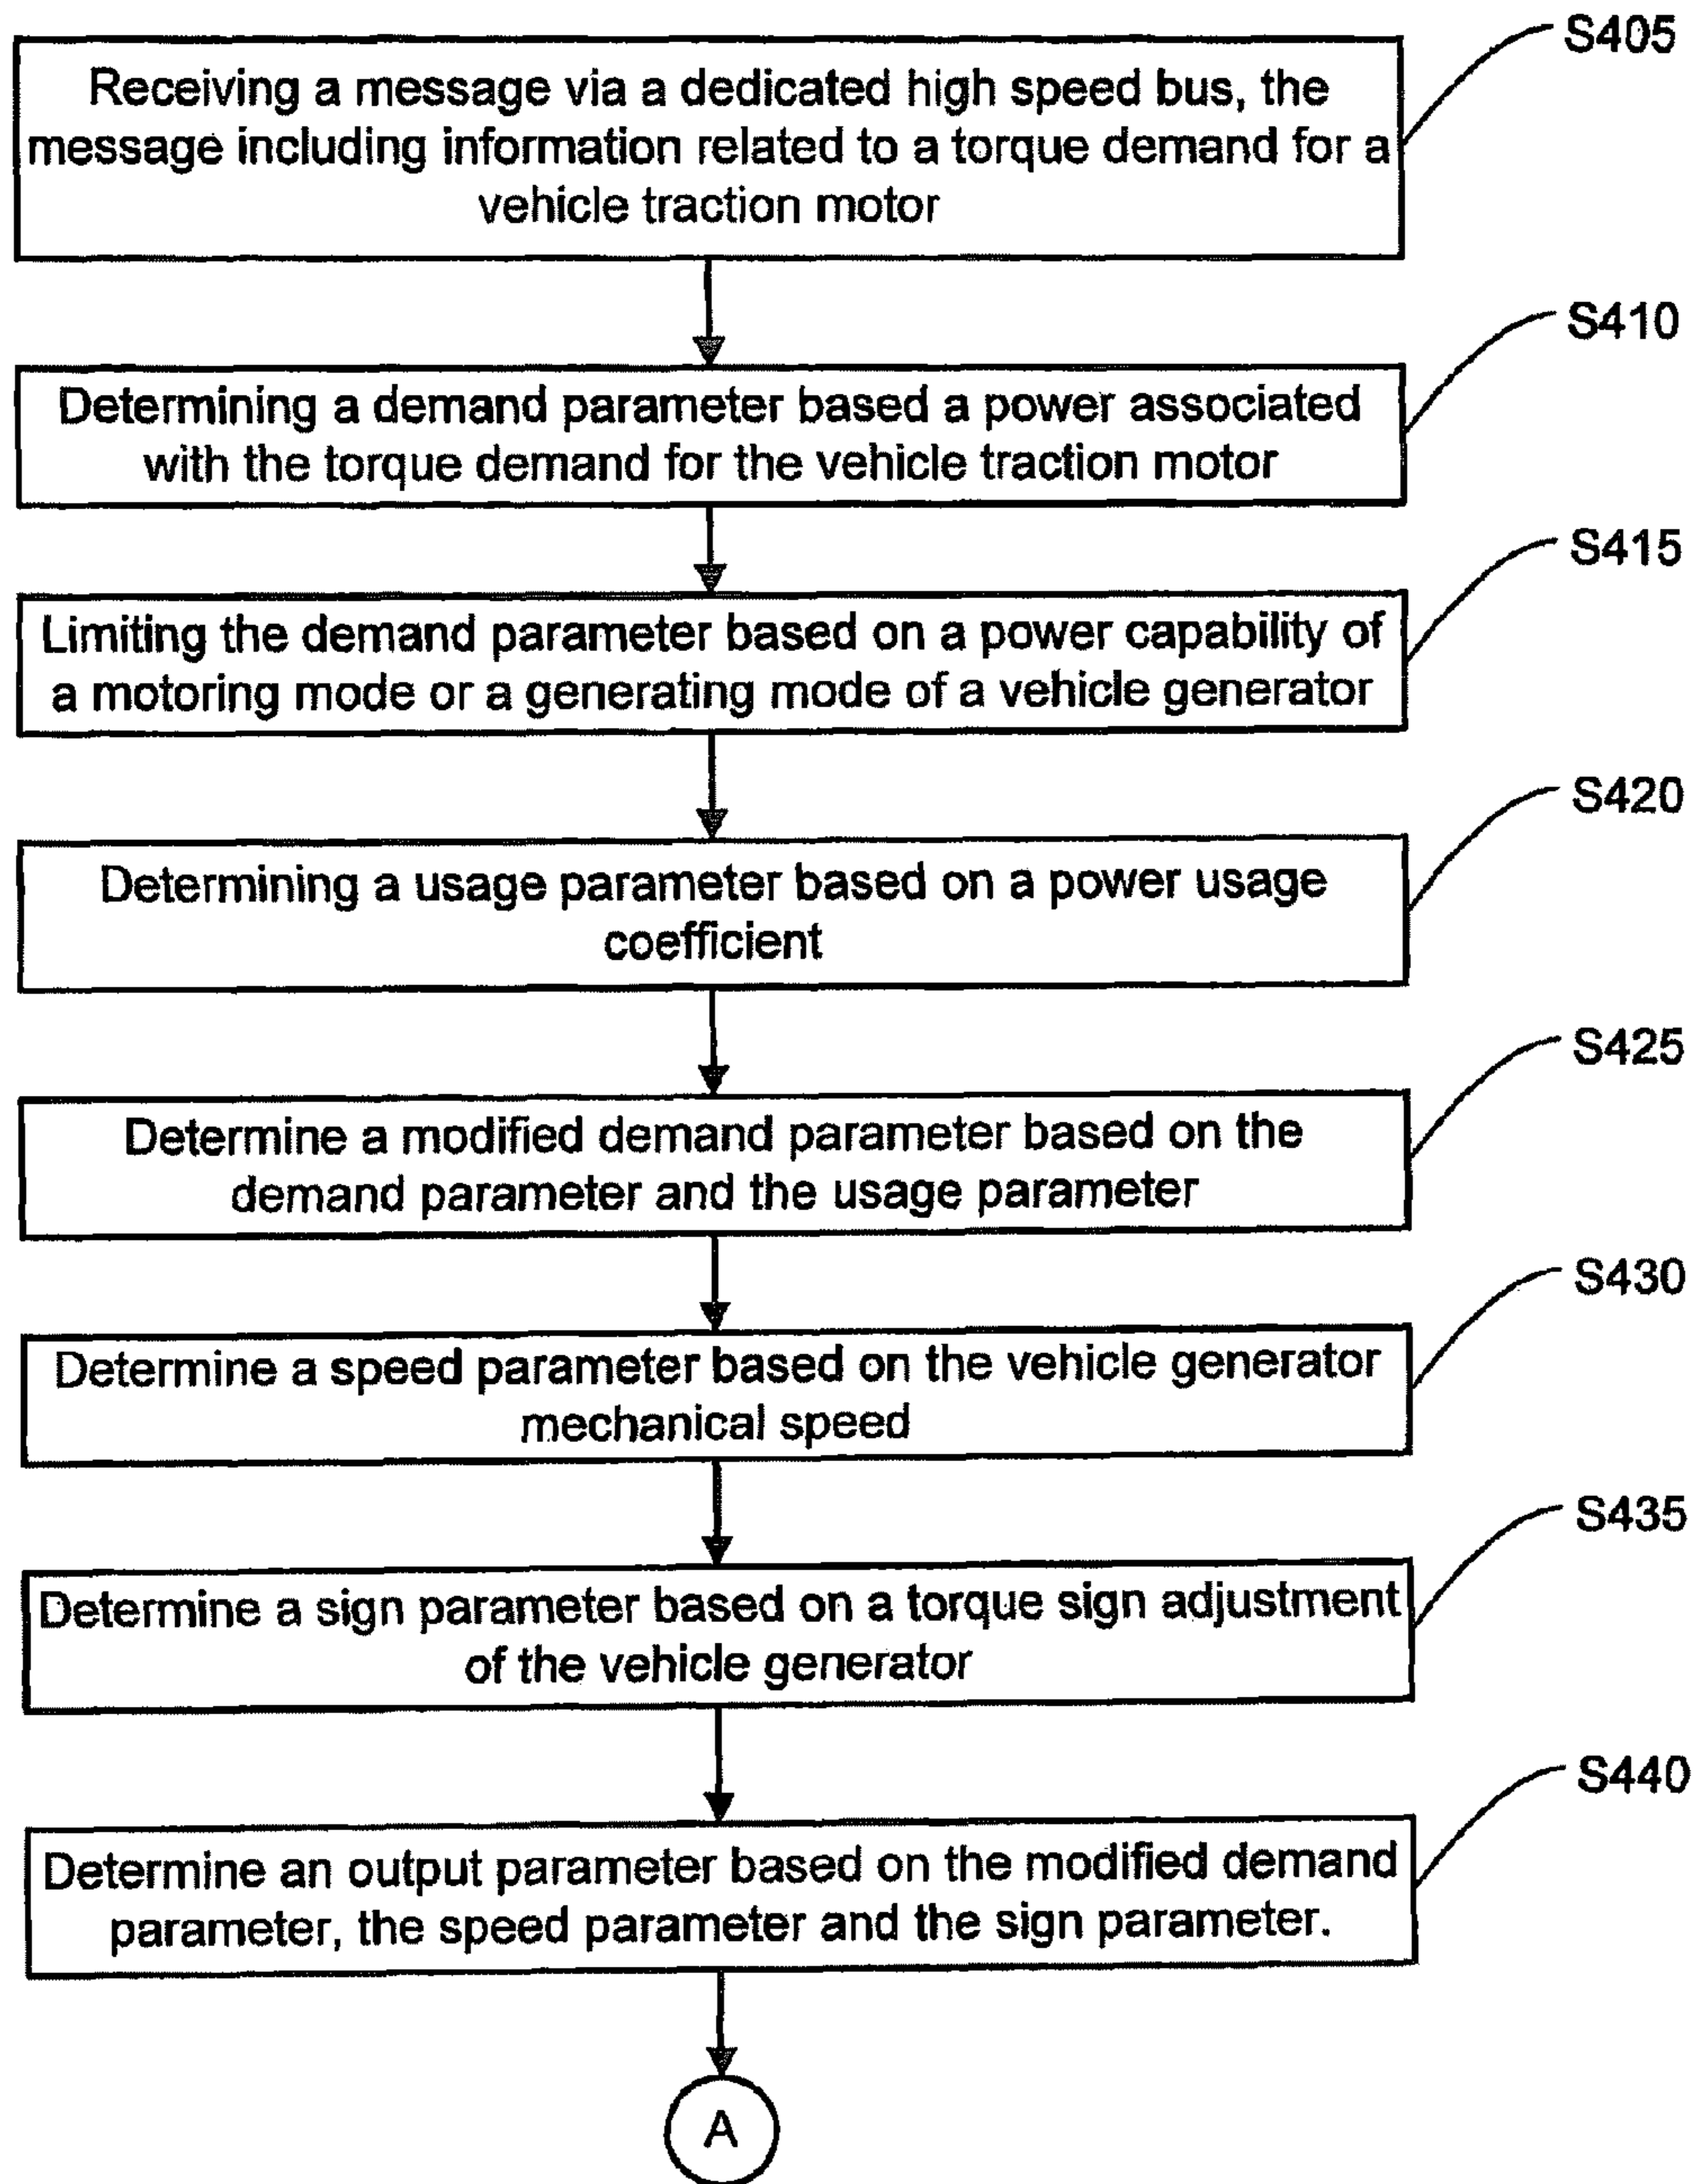 S405
Receiving a message via a dedicated high speed bus, the
message including information related to a torque demand for a
vehicle traction motor
S410
Determining a demand parameter based a power associated
with the torque demand for the vehicle traction motor
S415
Limiting the demand parameter based on a power capability of
a motoring mode or a generating mode of a vehicle generator
S420
Determining a usage parameter based on a power usage
coefficient
S425
Determine a modified demand parameter based on the
demand parameter and the usage parameter
S430
Determine a speed parameter based on the vehicle generator
mechanical speed
S435
Determine a sign parameter based on a torque sign adjustment
of the vehicle generator
S440
Determine an output parameter based on the modified demand
parameter, the speed parameter and the sign parameter.
A